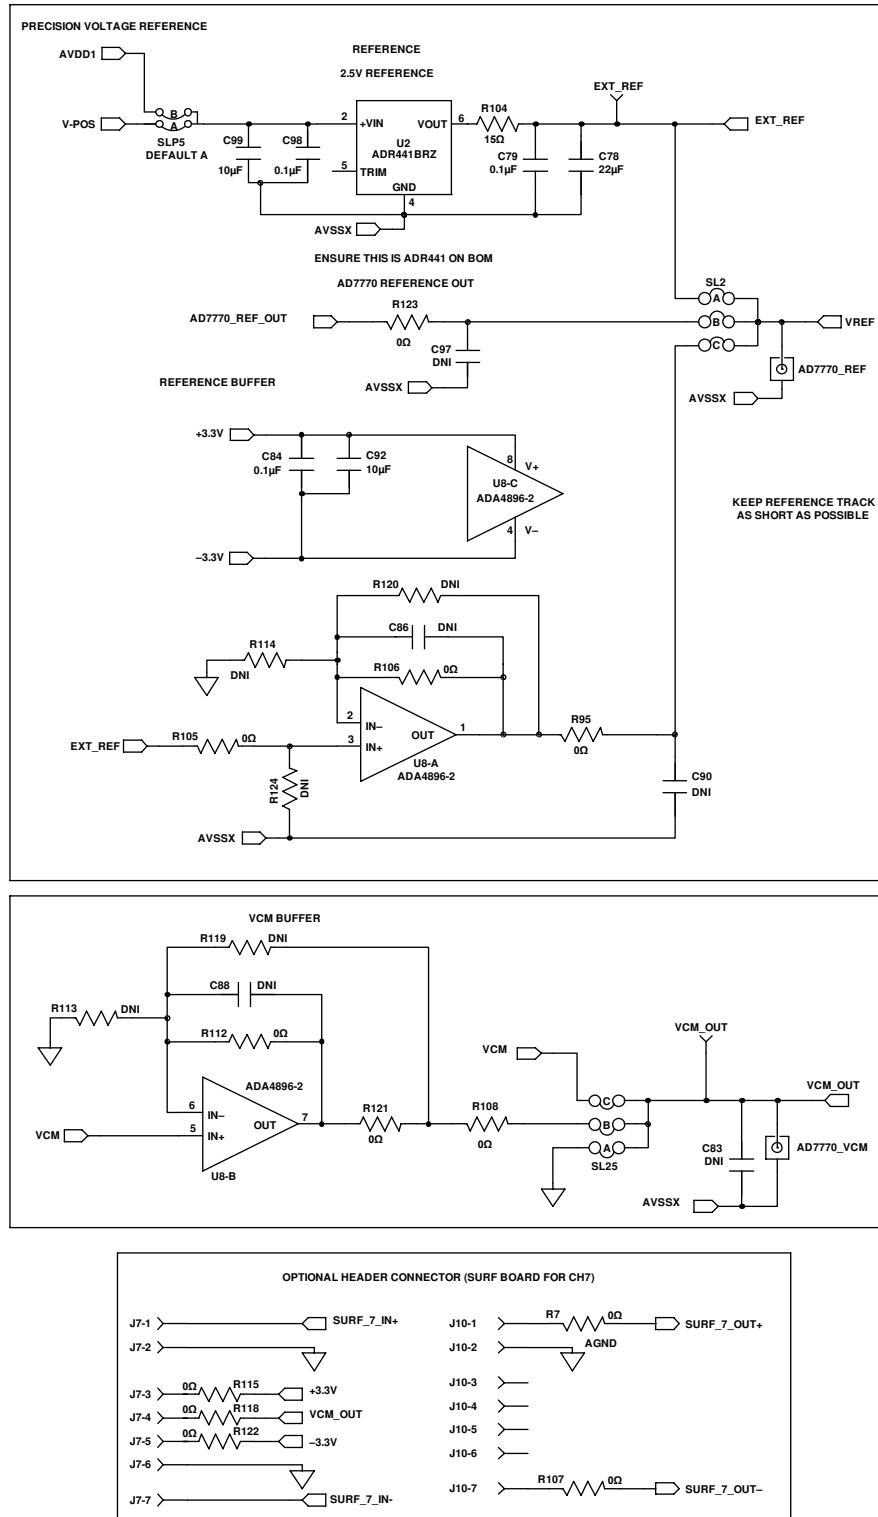 PRECISION VOLTAGE REFERENCE
AVDD1
V-POS
B
A
SLP5
DEFAULT A
C99
10µF
C98
0.1µF
REFERENCE
2.5V REFERENCE
2
+VIN
VOUT
6
U2
ADR441BRZ
5
TRIM
GND
4
AVSSX
R104
15Ω
C79
0.1µF
C78
22µF
EXT_REF
EXT_REF
ENSURE THIS IS ADR441 ON BOM
AD7770 REFERENCE OUT
AD7770_REF_OUT
R123
0Ω
C97
DNI
AVSSX
SL2
A
B
C
VREF
AD7770_REF
AVSSX
REFERENCE BUFFER
+3.3V
C84
0.1µF
C92
10µF
8
V+
U8-C
ADA4896-2
4
V–
–3.3V
KEEP REFERENCE TRACK
AS SHORT AS POSSIBLE
R120
DNI
C86
DNI
R114
DNI
R106
0Ω
2
IN–
OUT
1
3
IN+
U8-A
ADA4896-2
EXT_REF
R105
0Ω
R124
DNI
AVSSX
R95
0Ω
C90
DNI
VCM BUFFER
R119
DNI
C88
DNI
R113
DNI
R112
0Ω
ADA4896-2
6
IN–
OUT
7
VCM
5
IN+
U8-B
R121
0Ω
R108
0Ω
VCM
C
B
A
SL25
VCM_OUT
VCM_OUT
C83
DNI
AD7770_VCM
AVSSX
OPTIONAL HEADER CONNECTOR (SURF BOARD FOR CH7)
J7-1
SURF_7_IN+
J7-2
J7-3
0Ω
R115
+3.3V
J7-4
0Ω
R118
VCM_OUT
J7-5
0Ω
R122
–3.3V
J7-6
J7-7
SURF_7_IN-
J10-1
R7
0Ω
SURF_7_OUT+
J10-2
AGND
J10-3
J10-4
J10-5
J10-6
J10-7
R107
0Ω
SURF_7_OUT–